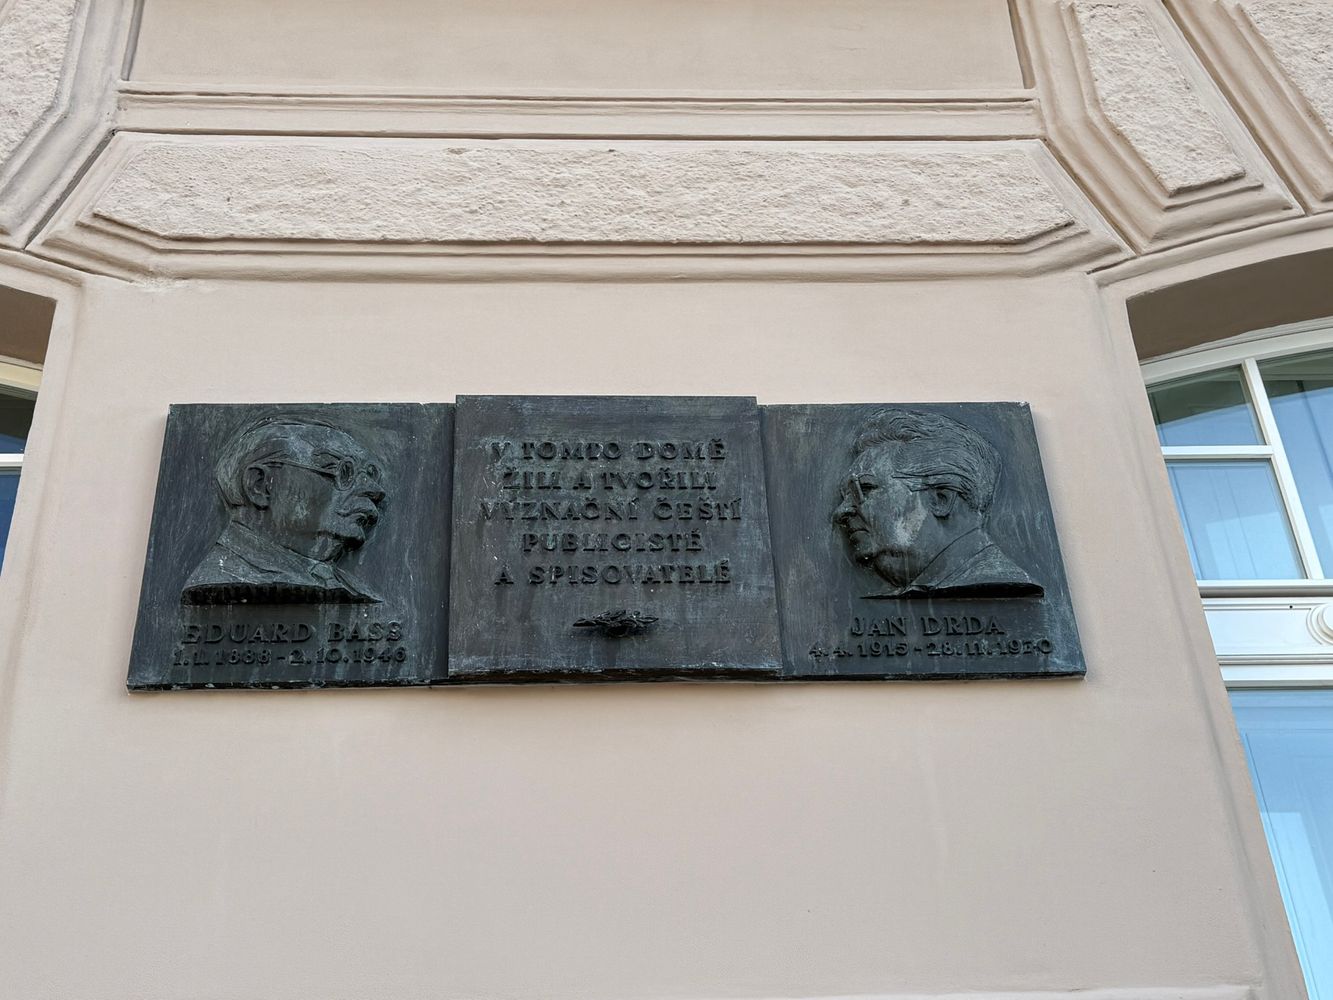 V TOMTO DOMĚ
ŽILI A TVOŘILI
VÝZNAČNÍ ČEŠTÍ
PUBLICISTÉ
A SPISOVATELÉ
EDUARD BASS
1.1.1888 - 2.10.1946
JAN DRDA
4.4.1915 - 28.11.1970